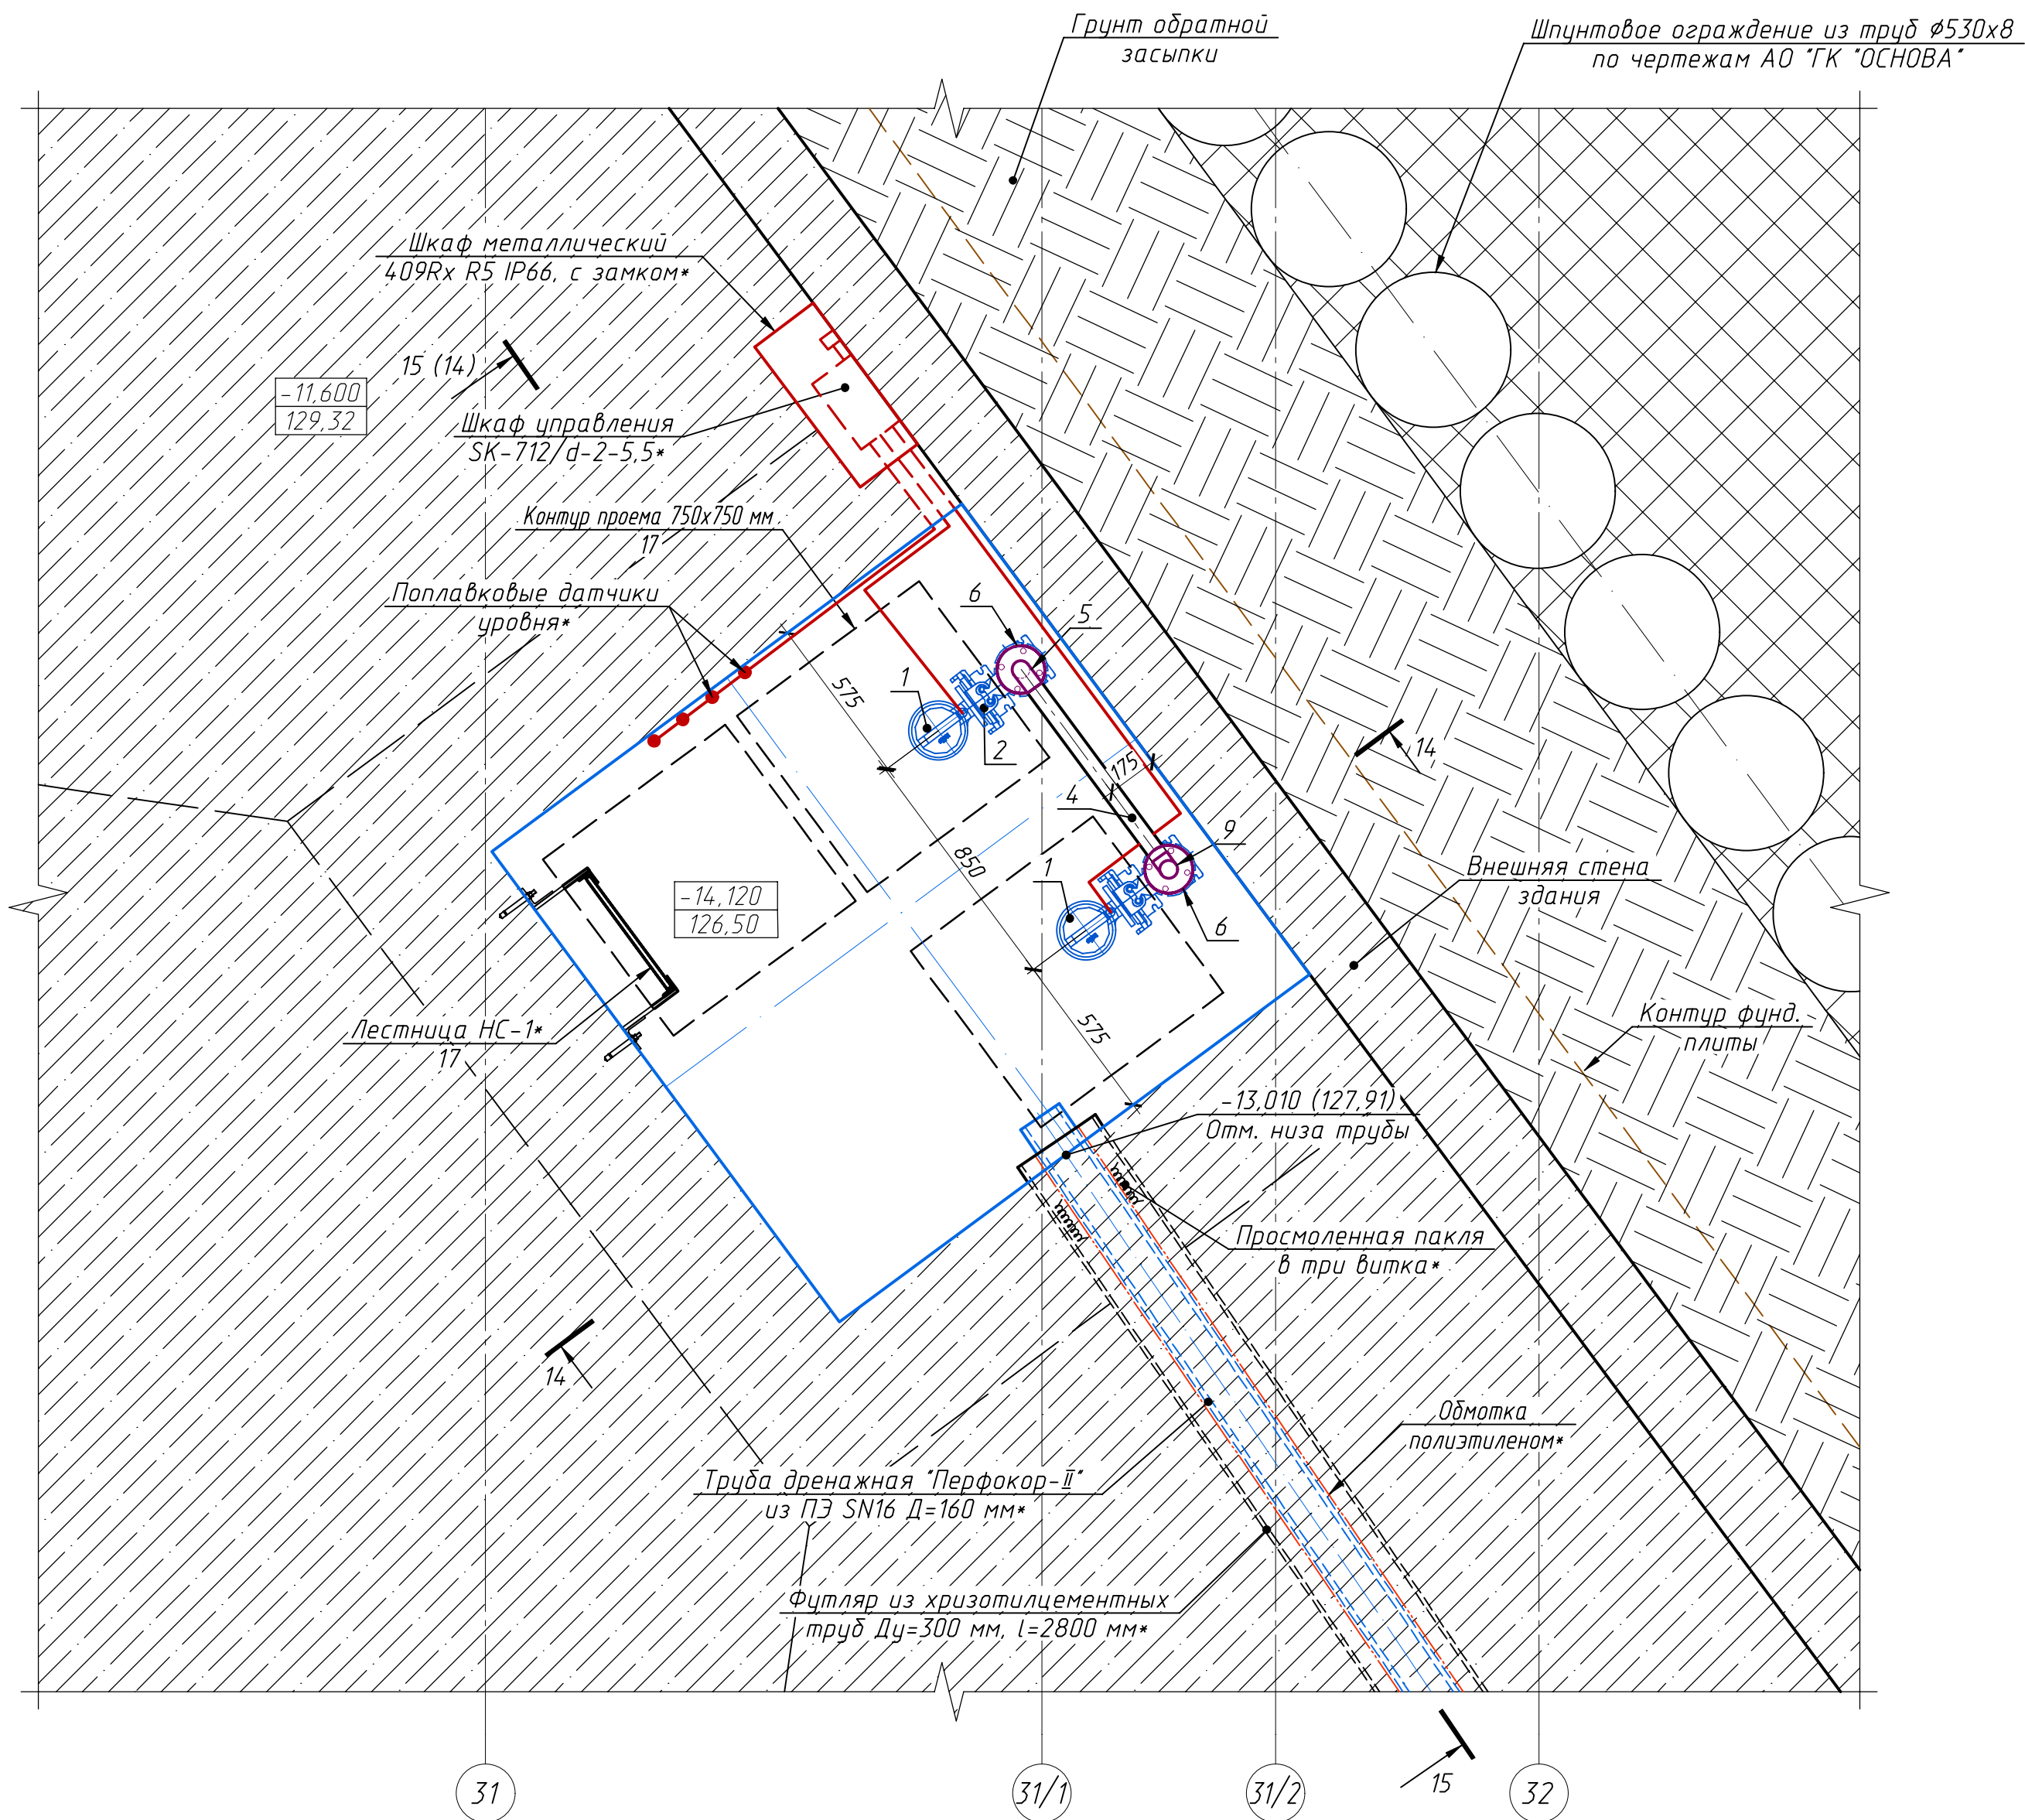 Грунт обратной
засыпки
Шпунтовое ограждение из труб ϕ530х8
по чертежам АО "ГК "ОСНОВА"
Шкаф металлический
409Rx R5 IP66, с замком*
15 (14)
-11,600
129,32
Шкаф управления
SK-712/d-2-5,5*
Контур проема 750х750 мм
17
Поплавковые датчики
уровня*
6
5
1
2
575
175
14
4
9
850
1
6
Внешняя стена
здания
-14,120
126,50
Лестница НС-1*
17
575
Контур фунд.
плиты
-13,010 (127,91)
Отм. низа трубы
Просмоленная пакля
в три витка*
14
Обмотка
полиэтиленом*
Труба дренажная "Перфокор-II"
из ПЭ SN16 Д=160 мм*
Футляр из хризотилцементных
труб Ду=300 мм, l=2800 мм*
15
31
31/1
31/2
32